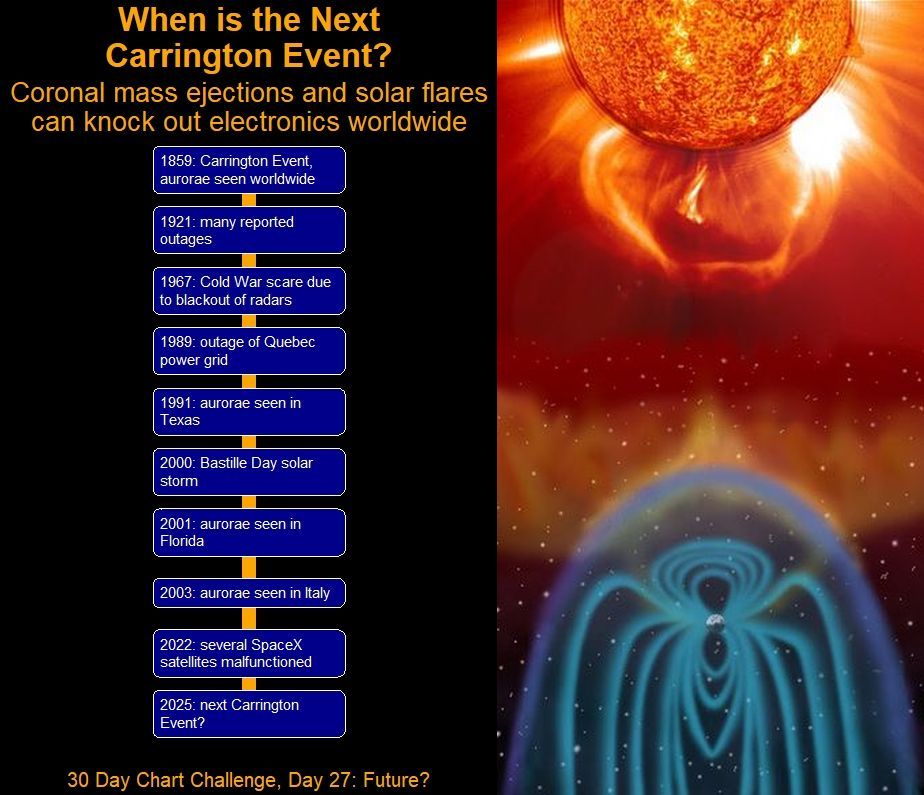 When is the Next
Carrington Event?
Coronal mass ejections and solar flares
can knock out electronics worldwide
1859: Carrington Event,
aurorae seen worldwide
1921: many reported
outages
1967: Cold War scare due
to blackout of radars
1989: outage of Quebec
power grid
1991: aurorae seen in
Texas
2000: Bastille Day solar
storm
2001: aurorae seen in
Florida
2003: aurorae seen in Italy
2022: several SpaceX
satellites malfunctioned
2025: next Carrington
Event?
30 Day Chart Challenge, Day 27: Future?